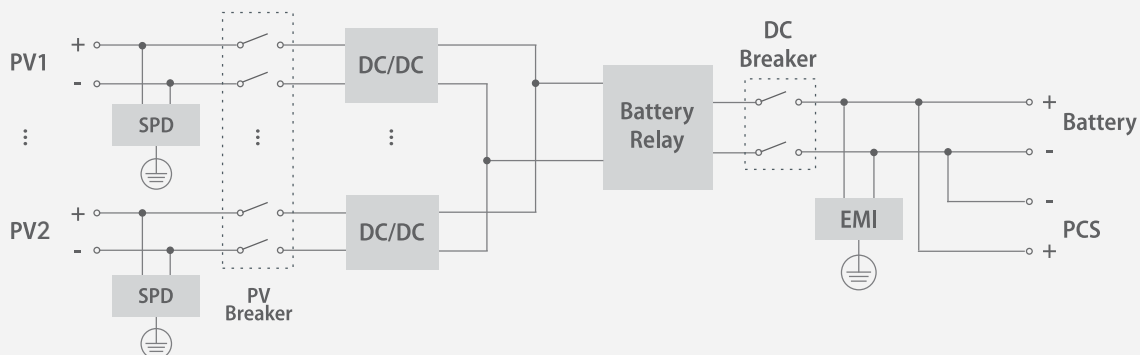 PV1
+
-
SPD
DC/DC
Battery
Relay
DC
Breaker
+
Battery
-
EMI
-
PCS
+
PV2
+
-
SPD
DC/DC
PV
Breaker